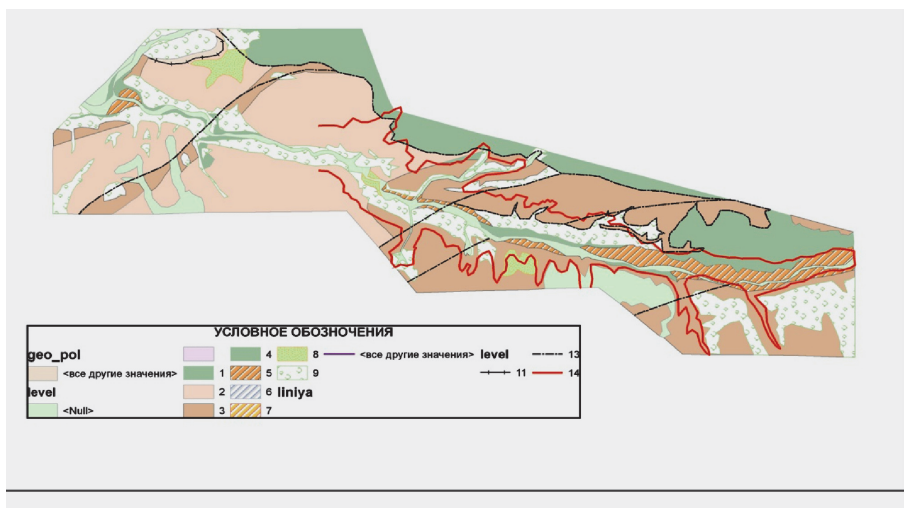 УСЛОВНОЕ ОБОЗНОЧЕНИЯ
geo_pol
<все другие значения>
level
<Null>
1
2
3
4
5
6
7
8
9
liniya
<все другие значения>
level
11
13
14